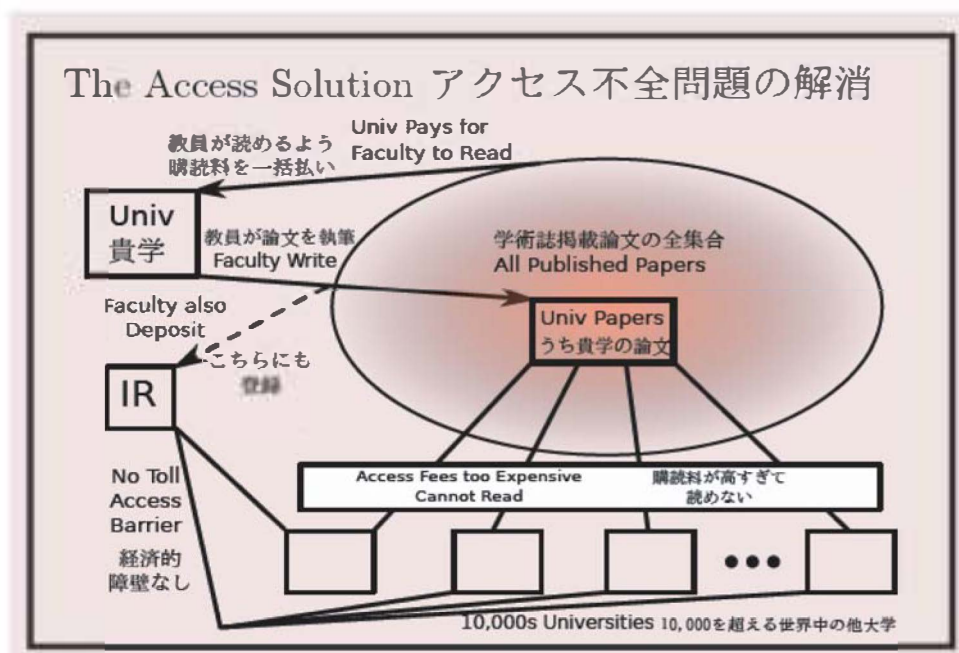 The Access Solution アクセス不全問題の解消
教員が読めるよう
購読料を一括払い
Univ Pays for
Faculty to Read
Univ
貴学
教員が論文を執筆
Faculty Write
学術誌掲載論文の全集合
All Published Papers
Faculty also
Deposit
こちらにも
登録
Univ Papers
うち貴学の論文
IR
Access Fees too Expensive
Cannot Read
購読料が高すぎて
読めない
No Toll
Access
Barrier
経済的
障壁なし
10,000s Universities 10,000を超える世界中の他大学